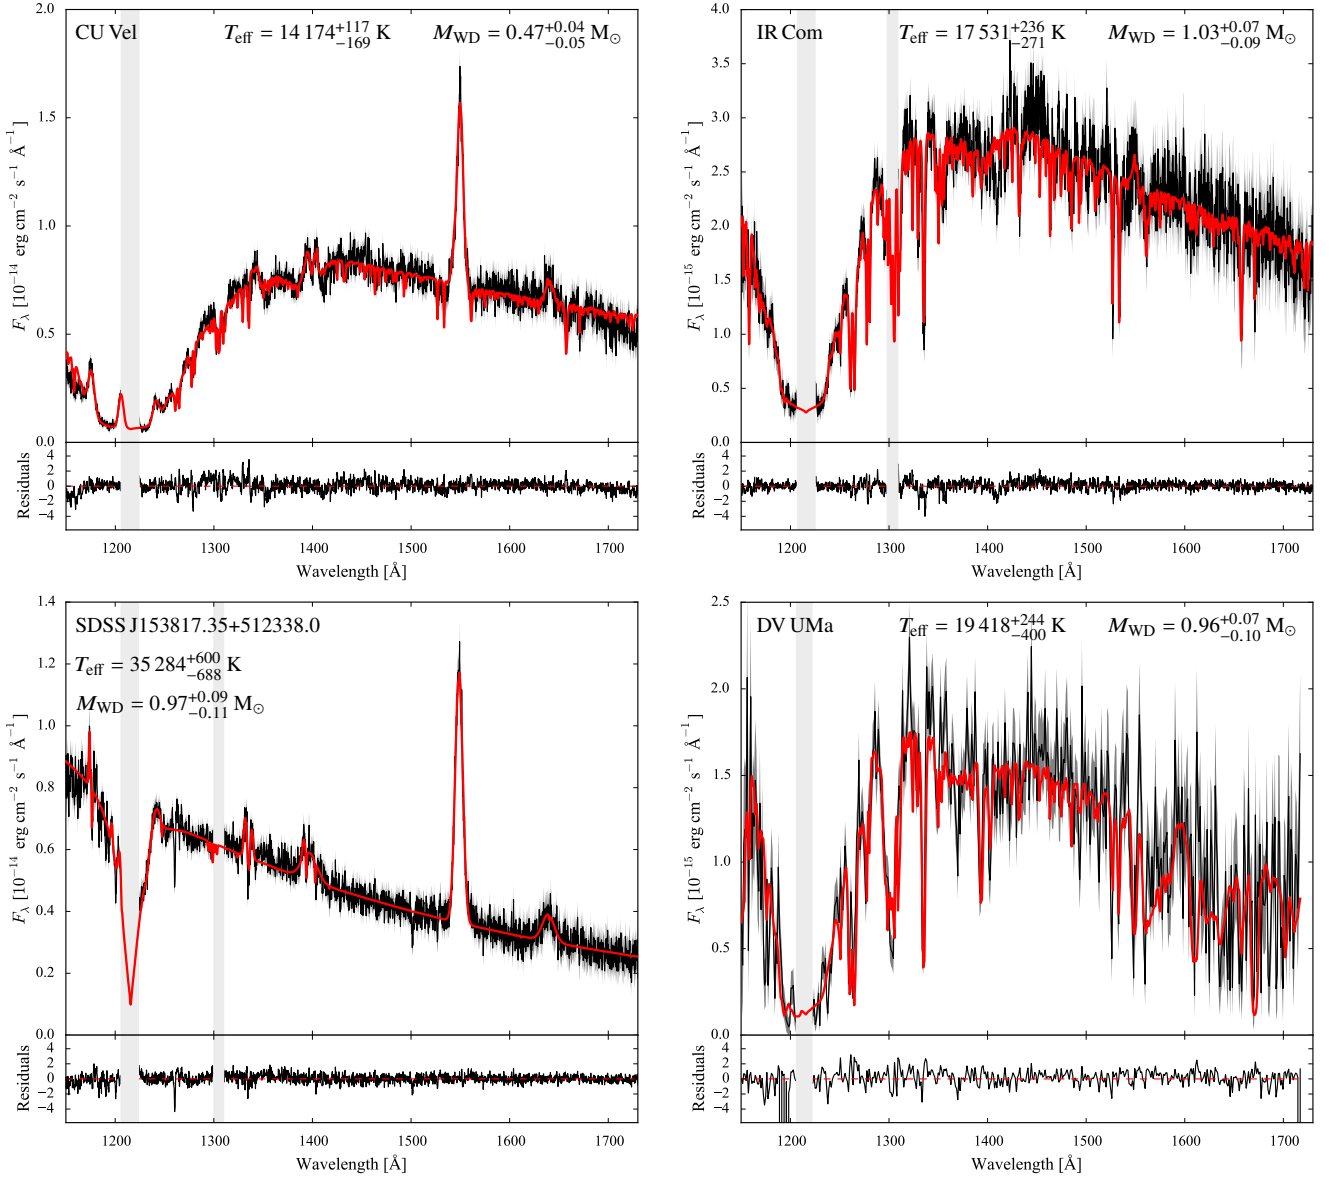 CU Vel T_eff = 14 174^{+117}_{−169} K M_WD = 0.47^{+0.04}_{−0.05} M_⊙
2.0
1.5
1.0
0.5
0.0
F_λ [10^{−14} erg cm^{−2} s^{−1} Å^{−1}]
4
2
0
−2
−4
Residuals
1200 1300 1400 1500 1600 1700
Wavelength [Å]
IR Com T_eff = 17 531^{+236}_{−271} K M_WD = 1.03^{+0.07}_{−0.09} M_⊙
4.0
3.5
3.0
2.5
2.0
1.5
1.0
0.5
0.0
F_λ [10^{−15} erg cm^{−2} s^{−1} Å^{−1}]
4
2
0
−2
−4
Residuals
1200 1300 1400 1500 1600 1700
Wavelength [Å]
SDSS J153817.35+512338.0
T_eff = 35 284^{+600}_{−688} K
M_WD = 0.97^{+0.09}_{−0.11} M_⊙
1.4
1.2
1.0
0.8
0.6
0.4
0.2
0.0
F_λ [10^{−14} erg cm^{−2} s^{−1} Å^{−1}]
4
2
0
−2
−4
Residuals
1200 1300 1400 1500 1600 1700
Wavelength [Å]
DV UMa T_eff = 19 418^{+244}_{−400} K M_WD = 0.96^{+0.07}_{−0.10} M_⊙
2.5
2.0
1.5
1.0
0.5
0.0
F_λ [10^{−15} erg cm^{−2} s^{−1} Å^{−1}]
4
2
0
−2
−4
Residuals
1200 1300 1400 1500 1600 1700
Wavelength [Å]